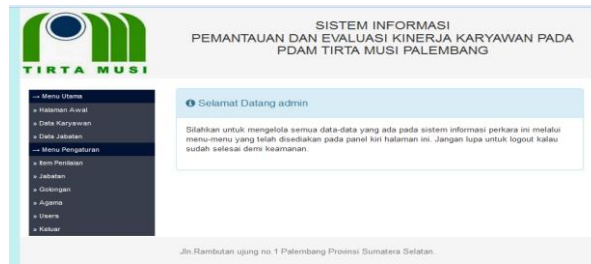 TIRTA MUSI
SISTEM INFORMASI
PEMANTAUAN DAN EVALUASI KINERJA KARYAWAN PADA
PDAM TIRTA MUSI PALEMBANG
Menu Utama
» Halaman Awal
» Data Karyawan
» Data Jabatan
Menu Pengaturan
» Item Penilaian
» Jabatan
» Golongan
» Agama
» Users
» Keluar
Selamat Datang admin
Silahkan untuk mengelola semua data-data yang ada pada sistem informasi perkara ini melalui
menu-menu yang telah disediakan pada panel kiri halaman ini. Jangan lupa untuk logout kalau
sudah selesai demi keamanan.
Jln.Rambutan ujung no.1 Palembang Provinsi Sumatera Selatan.